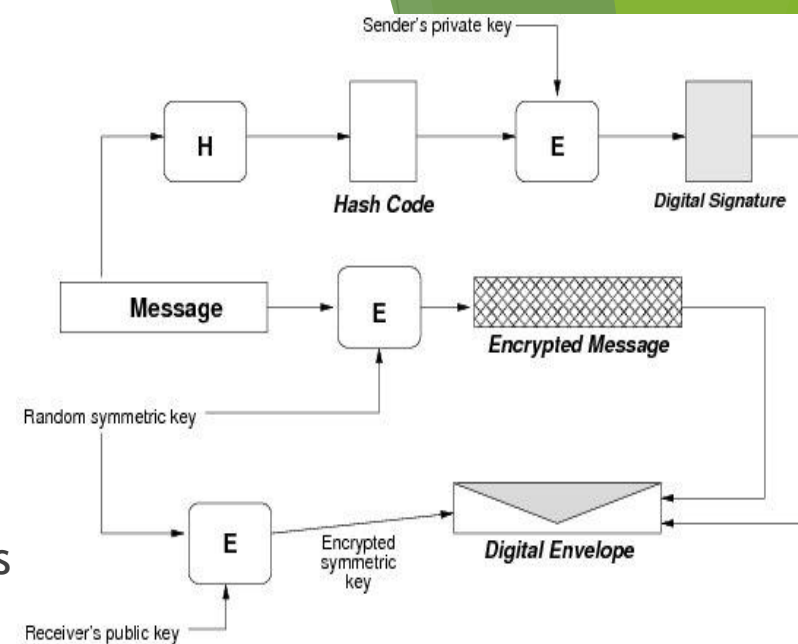 Sender's private key
H
E
Hash Code
Digital Signature
Message
E
Encrypted Message
Random symmetric key
E
Encrypted
symmetric
key
Digital Envelope
s
Receiver's public key